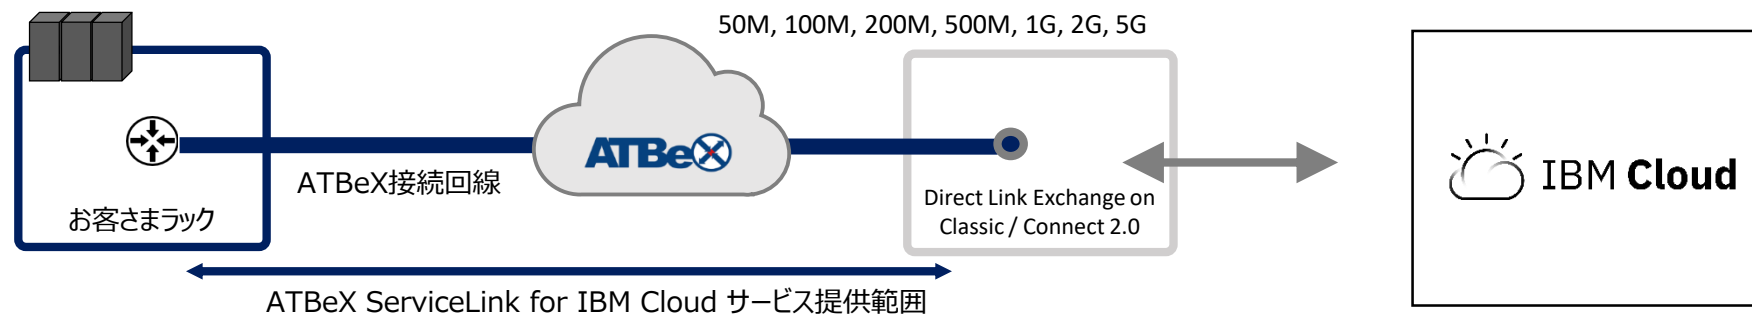 50M, 100M, 200M, 500M, 1G, 2G, 5G
ATBeX
ATBeX接続回線
お客さまラック
Direct Link Exchange on
Classic / Connect 2.0
IBM Cloud
ATBeX ServiceLink for IBM Cloud サービス提供範囲